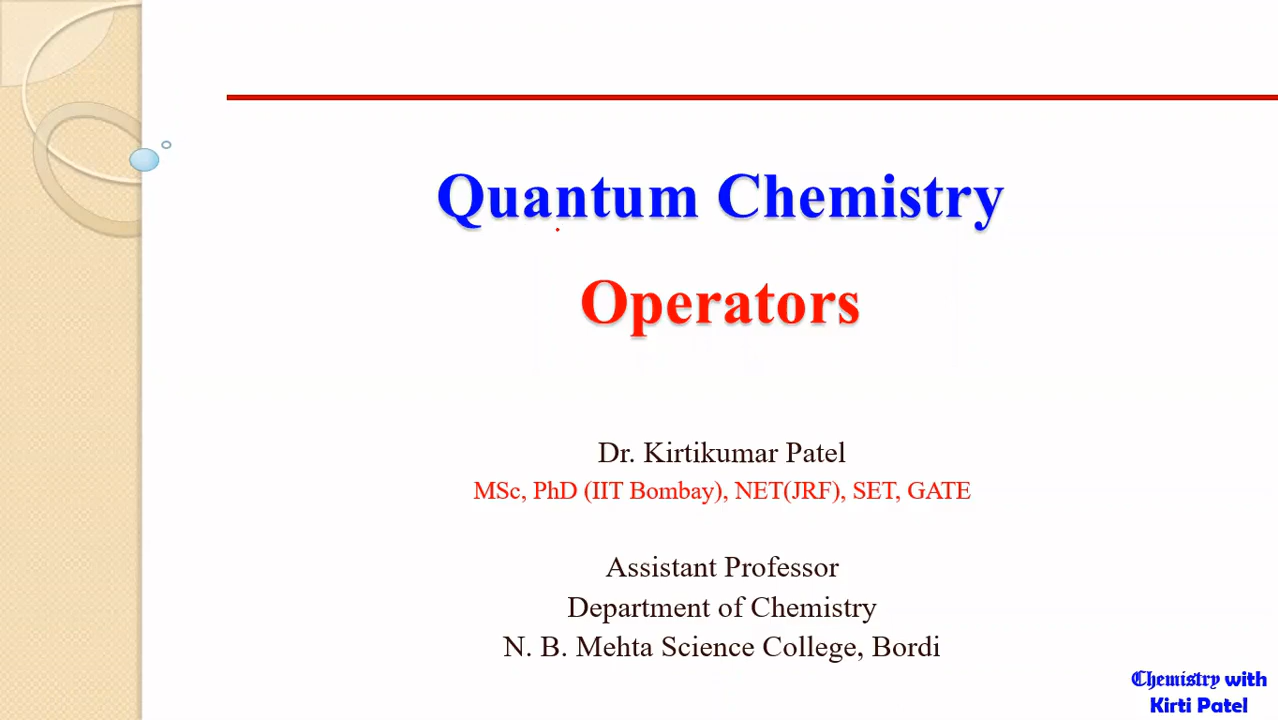 Quantum Chemistry
Operators
Dr. Kirtikumar Patel
MSc, PhD (IIT Bombay), NET(JRF), SET, GATE
Assistant Professor
Department of Chemistry
N. B. Mehta Science College, Bordi
Chemistry with
Kirti Patel